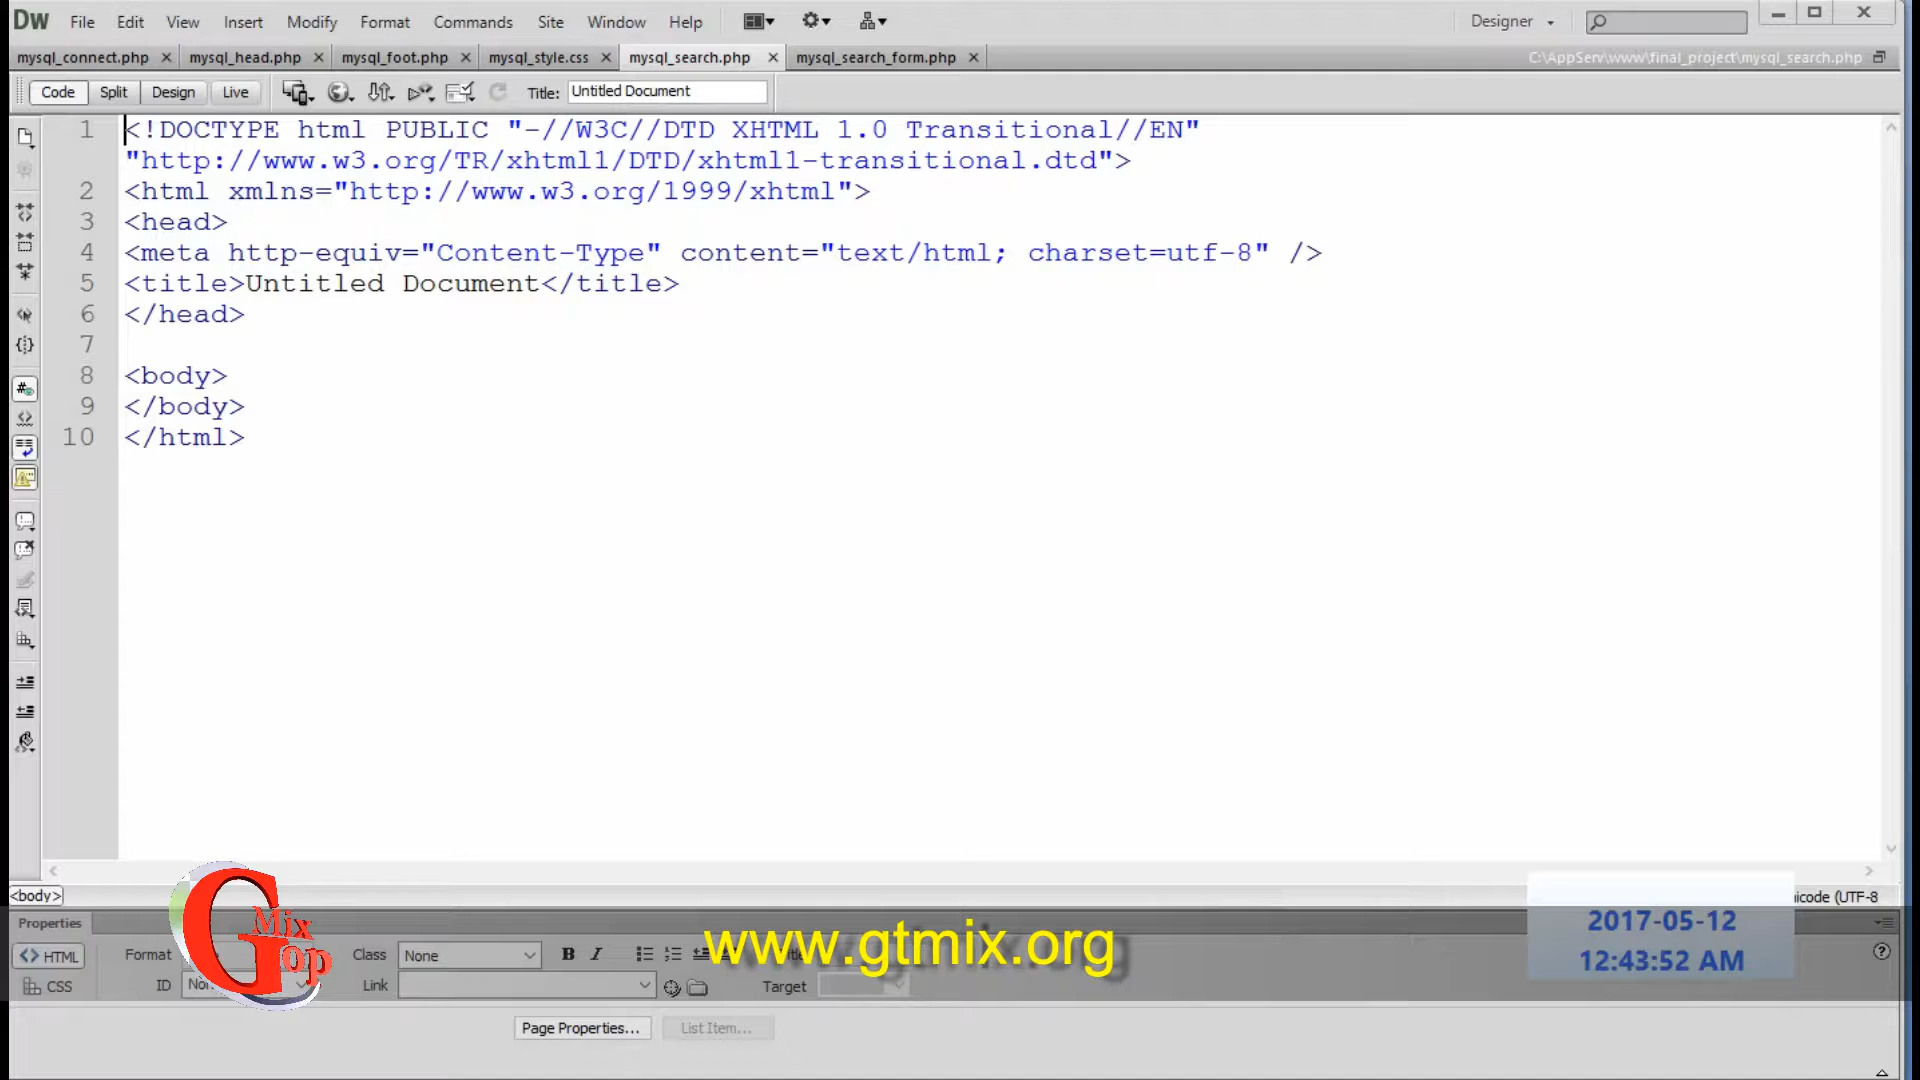 Dw File Edit View Insert Modify Format Commands Site Window Help Designer
mysql_connect.php mysql_head.php mysql_foot.php mysql_style.css mysql_search.php mysql_search_form.php C:\AppServ\www\final_project\mysql_search.php
Code Split Design Live Title: Untitled Document
1 <!DOCTYPE html PUBLIC "-//W3C//DTD XHTML 1.0 Transitional//EN"
"http://www.w3.org/TR/xhtml1/DTD/xhtml1-transitional.dtd">
2 <html xmlns="http://www.w3.org/1999/xhtml">
3 <head>
4 <meta http-equiv="Content-Type" content="text/html; charset=utf-8" />
5 <title>Untitled Document</title>
6 </head>
7
8 <body>
9 </body>
10 </html>
<body> icode (UTF-8
Properties
<> HTML Format Class None B I
CSS ID Link Target
Page Properties... List Item...
G Mix Top
www.gtmix.org
2017-05-12
12:43:52 AM